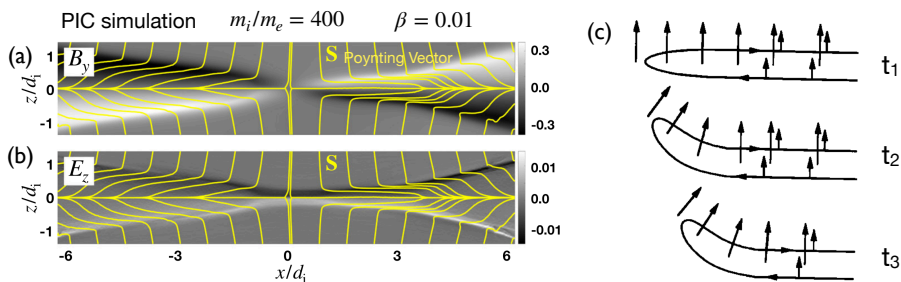 PIC simulation m_i/m_e = 400 β = 0.01
(a)
B_y
S Poynting Vector
z/d_i
1
0
-1
0.3
0.0
-0.3
(b)
E_z
S
z/d_i
1
0
-1
0.01
0.00
-0.01
-6 -3 0 3 6
x/d_i
(c)
t_1
t_2
t_3